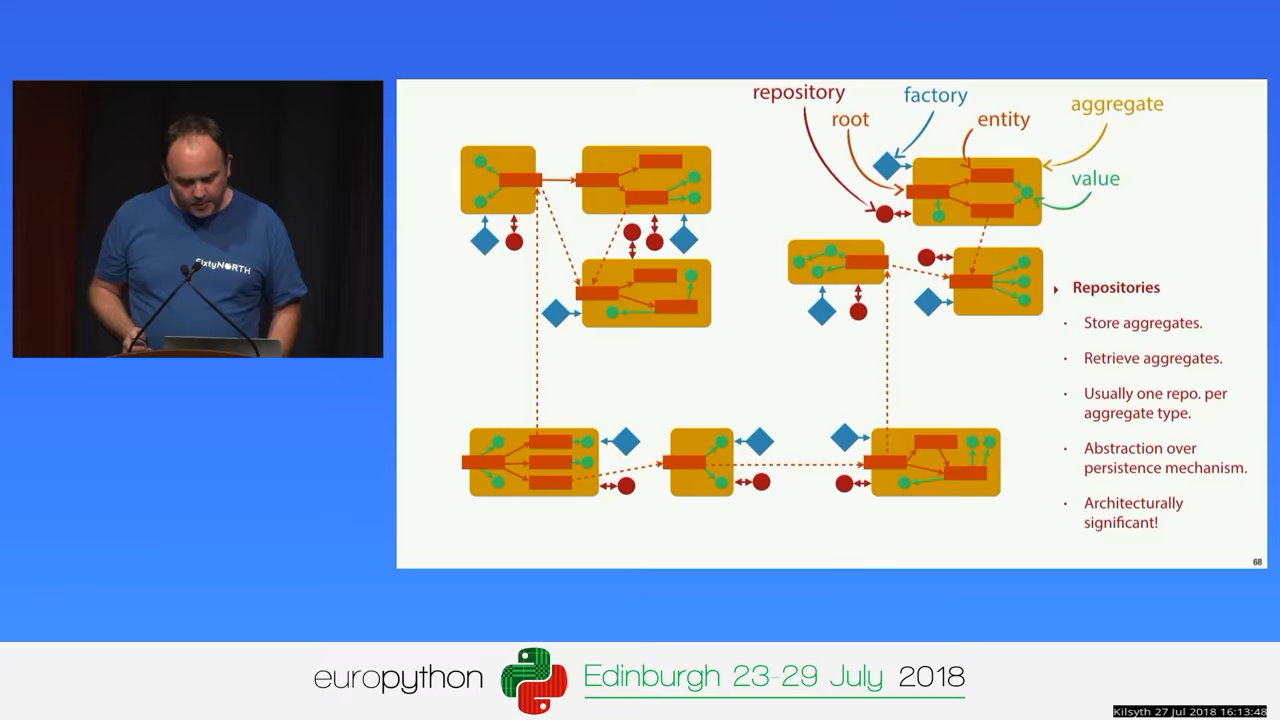 sixtyNORTH
repository
factory
root
entity
aggregate
value
Repositories
Store aggregates.
Retrieve aggregates.
Usually one repo. per
aggregate type.
Abstraction over
persistence mechanism.
Architecturally
significant!
68
europython
Edinburgh 23-29 July 2018
Kilsyth 27 Jul 2018 16:13:48